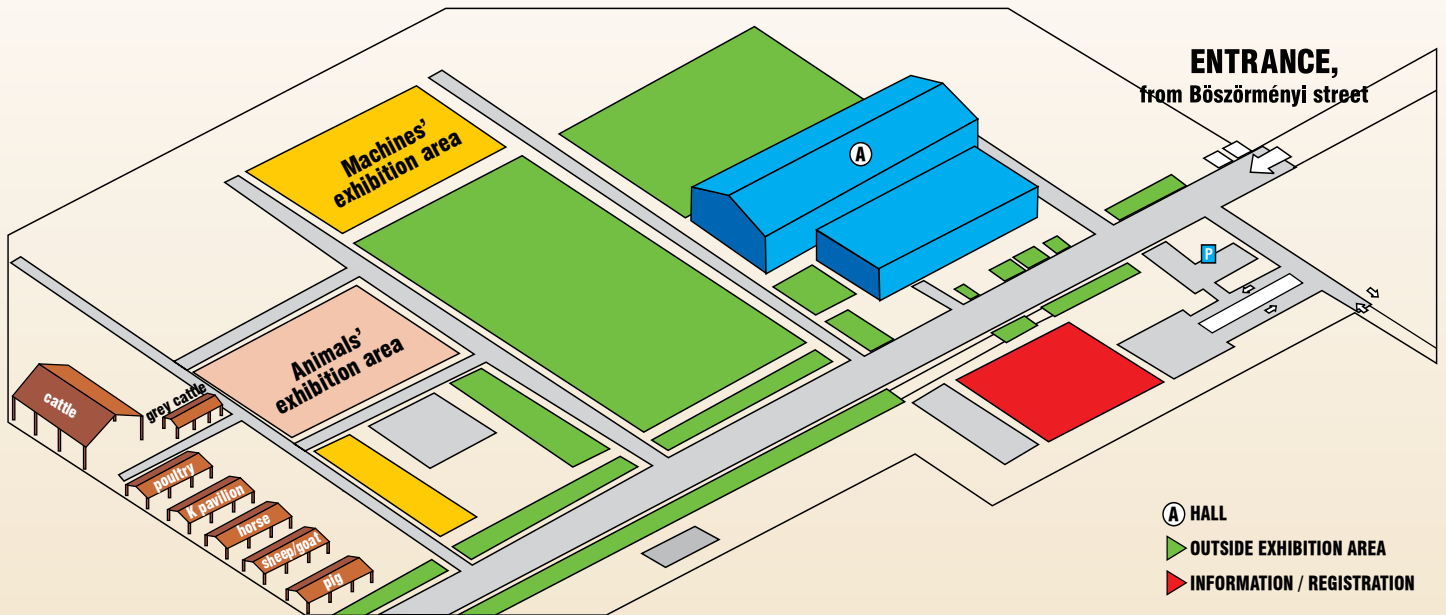 ENTRANCE,
from Böszörményi street
Machines'
exhibition area
A
P
Animals'
exhibition area
cattle
grey cattle
poultry
K pavilion
horse
sheep/goat
pig
A HALL
OUTSIDE EXHIBITION AREA
INFORMATION / REGISTRATION